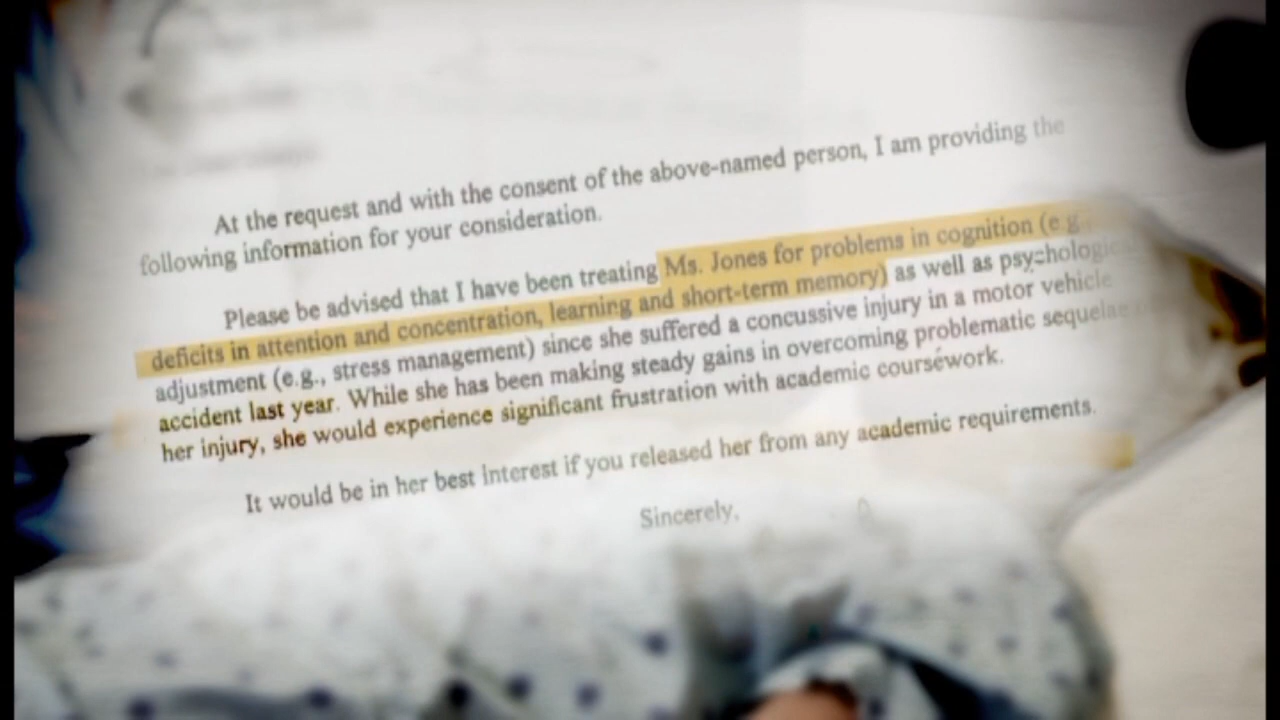 At the request and with the consent of the above-named person, I am providing the
following information for your consideration.
Please be advised that I have been treating Ms. Jones for problems in cognition (e.g.,
deficits in attention and concentration, learning and short-term memory) as well as psychological
adjustment (e.g., stress management) since she suffered a concussive injury in a motor vehicle
accident last year. While she has been making steady gains in overcoming problematic sequelae
her injury, she would experience significant frustration with academic coursework.
It would be in her best interest if you released her from any academic requirements.
Sincerely,